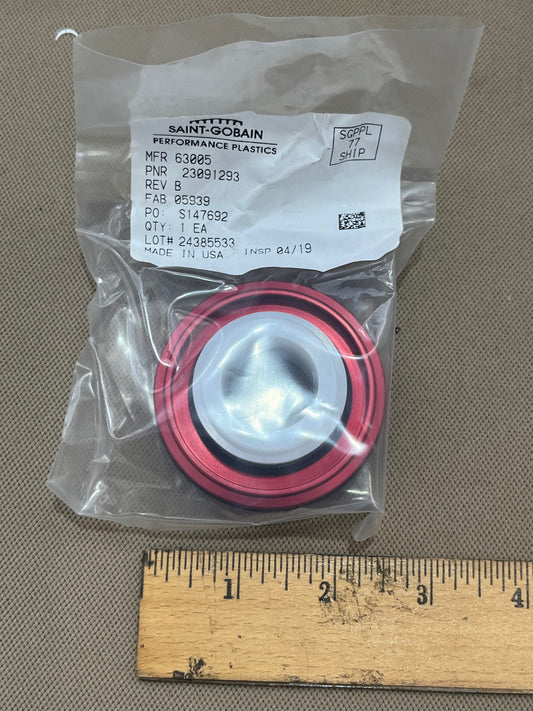 SAINT-GOBAIN
PERFORMANCE PLASTICS
MFR 63005
PNR 23091293
REV B
FAB 05939
PO: S147692
QTY: 1 EA
LOT# 24385533
MADE IN USA INSP 04/19
SGPPL
77
SHIP
1 2 3 4